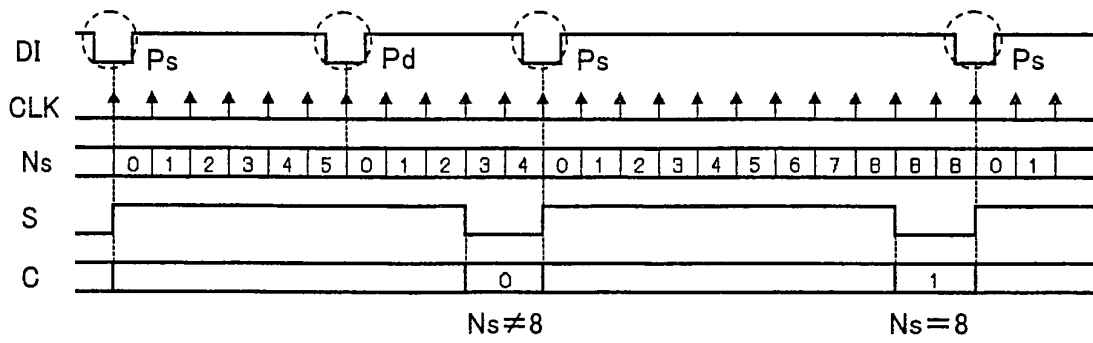 DI Ps Pd Ps Ps
CLK
Ns 0 1 2 3 4 5 0 1 2 3 4 0 1 2 3 4 5 6 7 8 8 8 0 1
S
C 0 1
Ns≠8 Ns=8